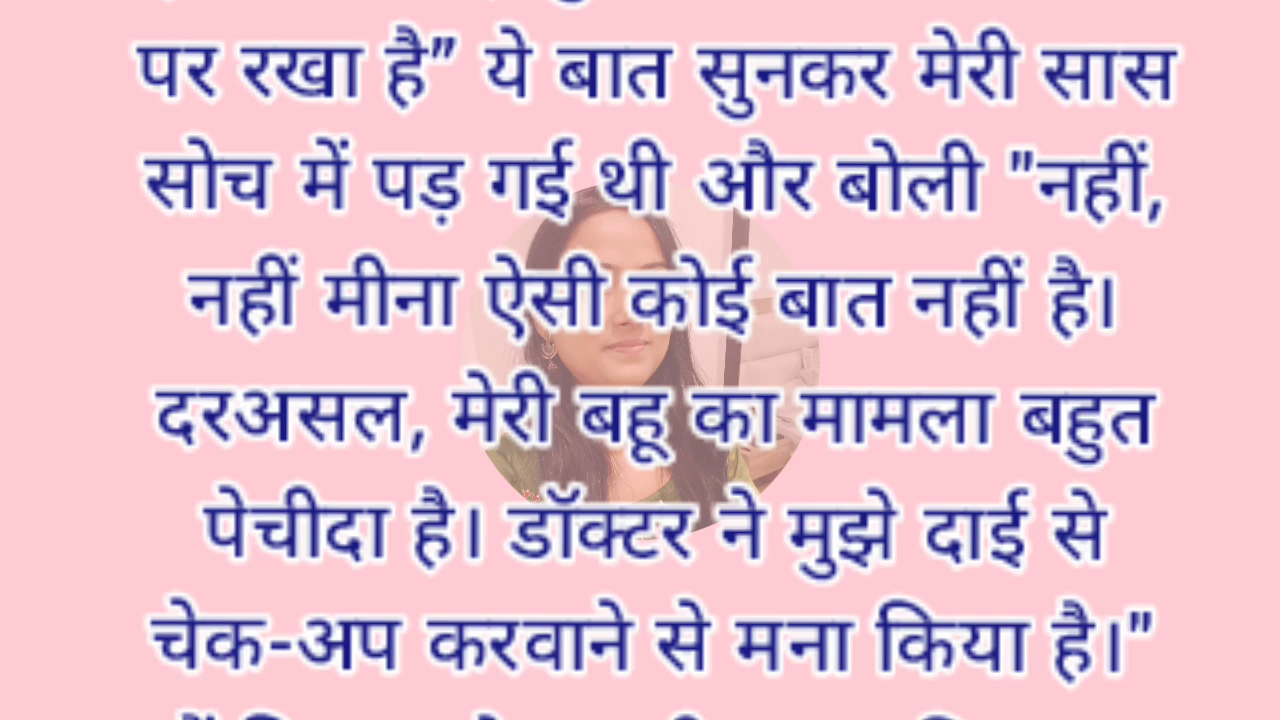 पर रखा है” ये बात सुनकर मेरी सास
सोच में पड़ गई थी और बोली "नहीं,
नहीं मीना ऐसी कोई बात नहीं है।
दरअसल, मेरी बहू का मामला बहुत
पेचीदा है। डॉक्टर ने मुझे दाई से
चेक-अप करवाने से मना किया है।”